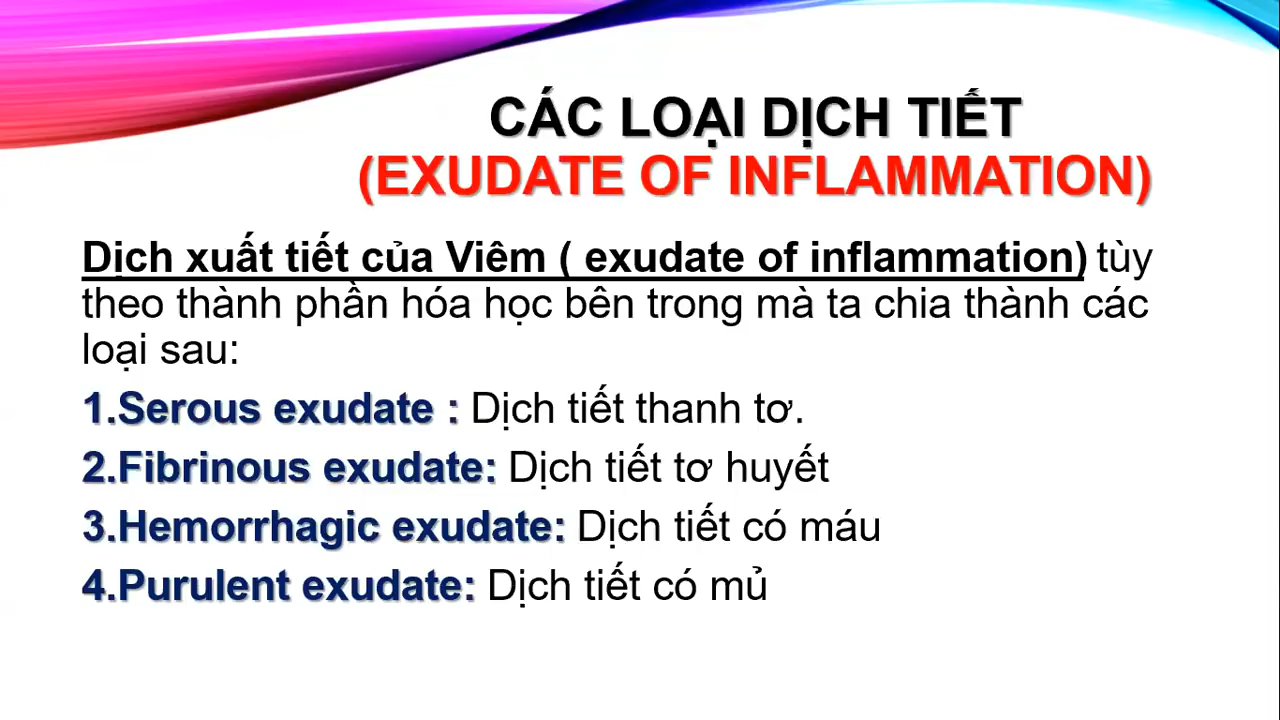 CÁC LOẠI DỊCH TIẾT
(EXUDATE OF INFLAMMATION)
Dịch xuất tiết của Viêm ( exudate of inflammation) tùy
theo thành phần hóa học bên trong mà ta chia thành các
loại sau:
1.Serous exudate : Dịch tiết thanh tơ.
2.Fibrinous exudate: Dịch tiết tơ huyết
3.Hemorrhagic exudate: Dịch tiết có máu
4.Purulent exudate: Dịch tiết có mủ